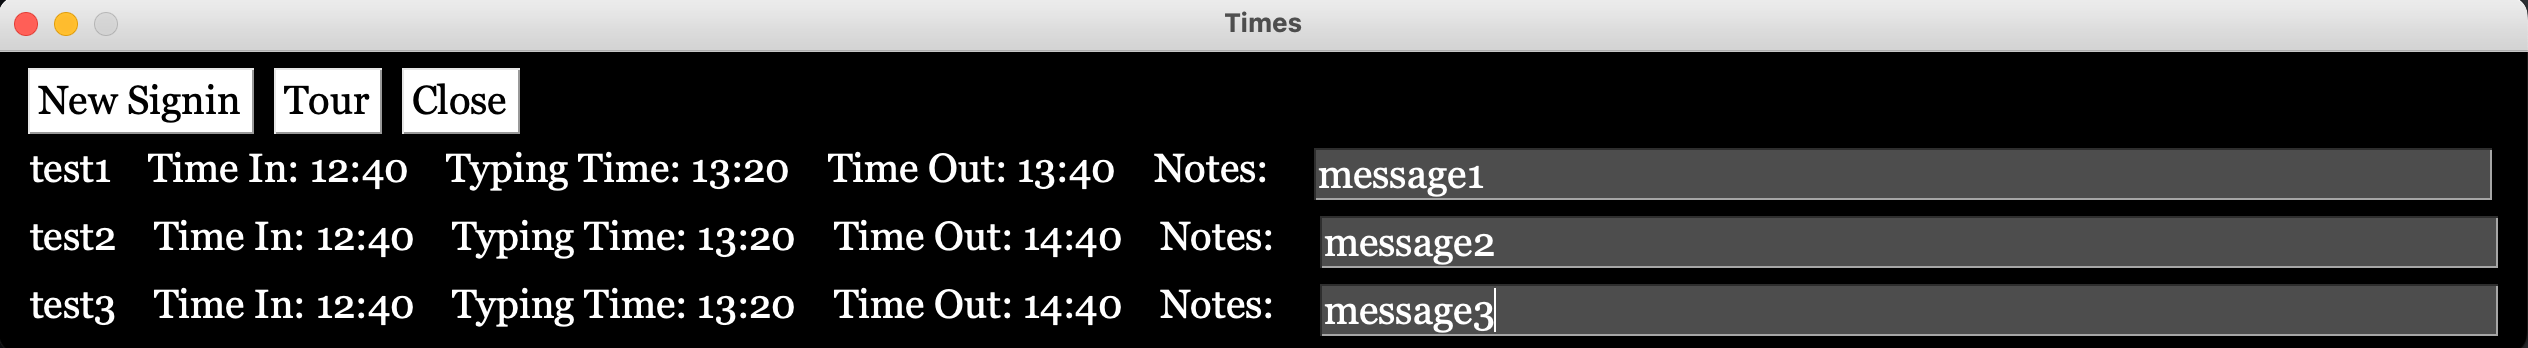 Times
New Signin Tour Close
test1 Time In: 12:40 Typing Time: 13:20 Time Out: 13:40 Notes: message1
test2 Time In: 12:40 Typing Time: 13:20 Time Out: 14:40 Notes: message2
test3 Time In: 12:40 Typing Time: 13:20 Time Out: 14:40 Notes: message3